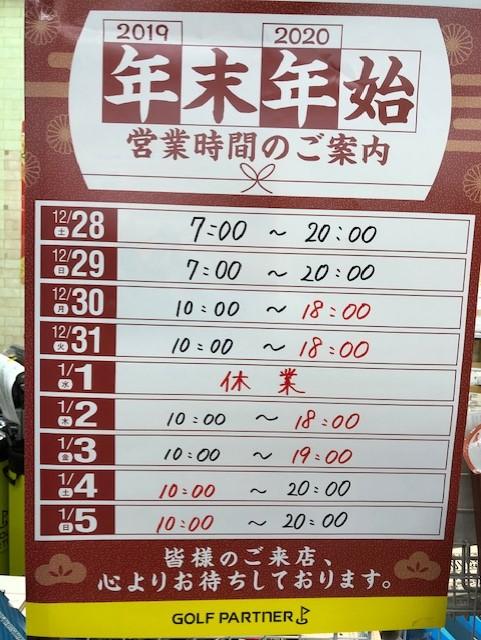 2019 2020
年末年始
営業時間のご案内
12/28 土 7:00 ~ 20:00
12/29 日 7:00 ~ 20:00
12/30 月 10:00 ~ 18:00
12/31 火 10:00 ~ 18:00
1/1 水 休業
1/2 木 10:00 ~ 18:00
1/3 金 10:00 ~ 19:00
1/4 土 10:00 ~ 20:00
1/5 日 10:00 ~ 20:00
皆様のご来店、
心よりお待ちしております。
GOLF PARTNER